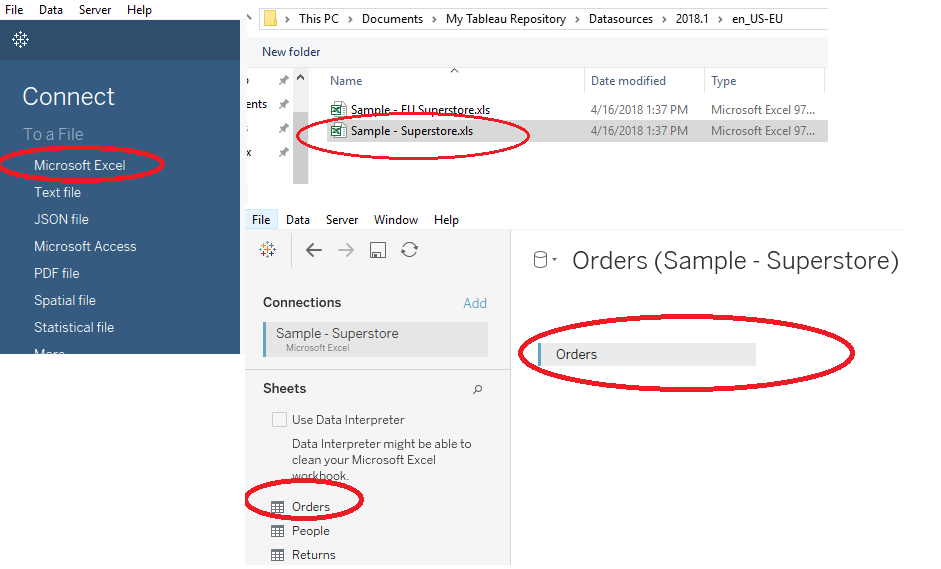 File Data Server Help
Connect
To a File
Microsoft Excel
Text file
JSON file
Microsoft Access
PDF file
Spatial file
Statistical file
More
This PC > Documents > My Tableau Repository > Datasources > 2018.1 > en_US-EU
New folder
Name Date modified Type
ents
Sample - EU Superstore.xls 4/16/2018 1:37 PM Microsoft Excel 97...
Sample - Superstore.xls 4/16/2018 1:37 PM Microsoft Excel 97...
File Data Server Window Help
Connections Add
Sample - Superstore
Microsoft Excel
Sheets
Use Data Interpreter
Data Interpreter might be able to
clean your Microsoft Excel
workbook.
Orders
People
Returns
Orders (Sample - Superstore)
Orders